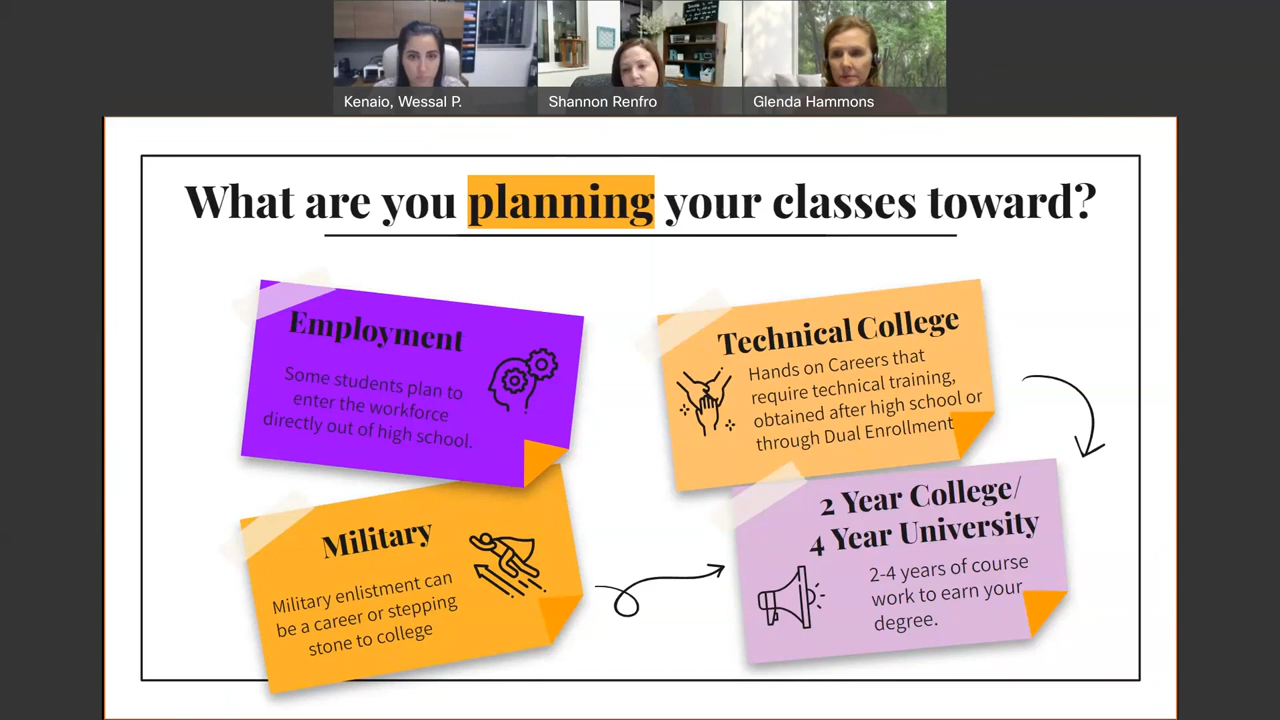 Kenaio, Wessal P.
Shannon Renfro
Glenda Hammons
What are you planning your classes toward?
Employment
Some students plan to
enter the workforce
directly out of high school.
Technical College
Hands on Careers that
require technical training,
obtained after high school or
through Dual Enrollment
Military
Military enlistment can
be a career or stepping
stone to college
2 Year College/
4 Year University
2-4 years of course
work to earn your
degree.